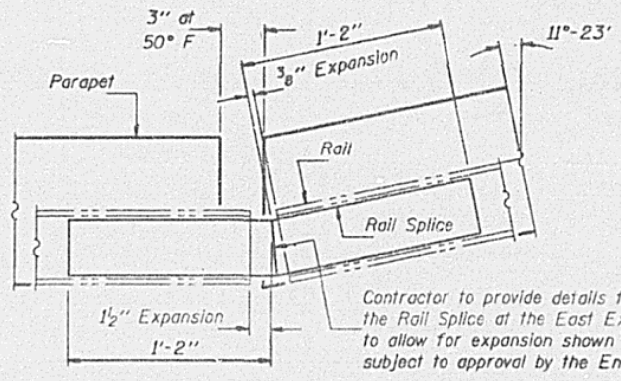 3" at
50° F
1'-2"
11°-23'
3/8" Expansion
Parapet
Rail
Rail Splice
1½" Expansion
1'-2"
Contractor to provide details
the Rail Splice at the East
to allow for expansion shown
subject to approval by the